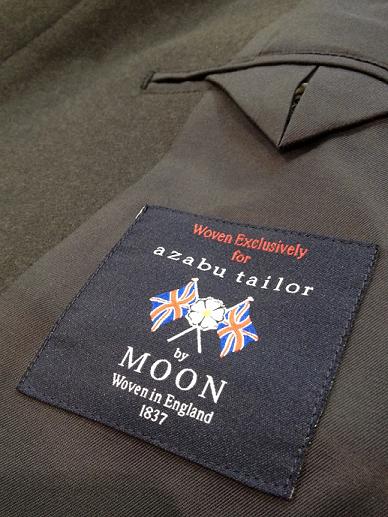 Woven Exclusively
for
azabu tailor
by
MOON
Woven in England
1837